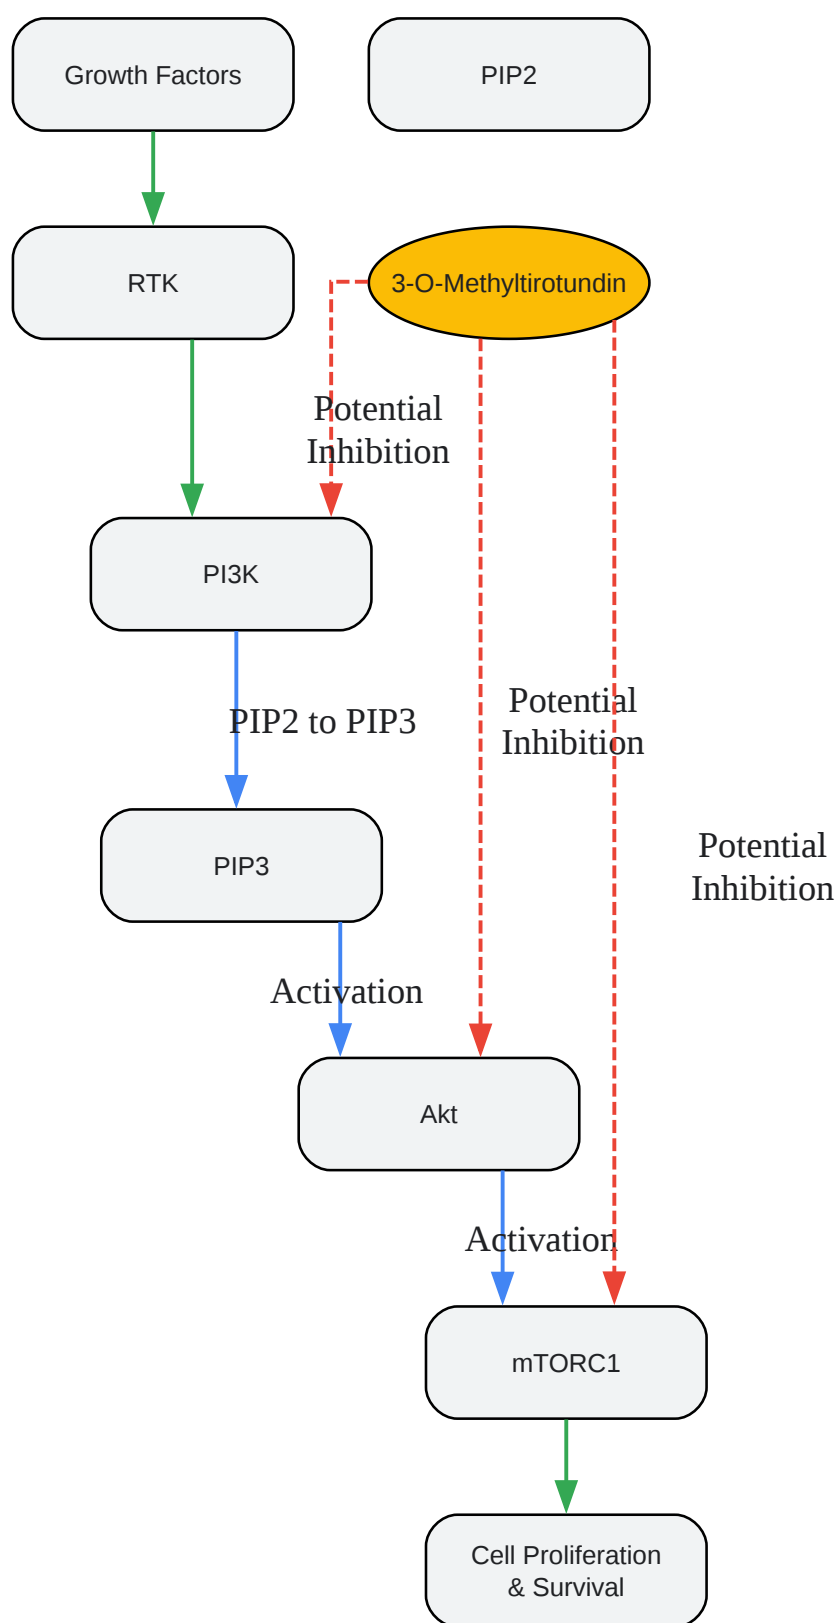 Growth Factors
PIP2
RTK
3-O-Methyltirotundin
Potential
Inhibition
PI3K
PIP2 to PIP3
Potential
Inhibition
Potential
Inhibition
PIP3
Activation
Akt
Activation
mTORC1
Cell Proliferation
& Survival